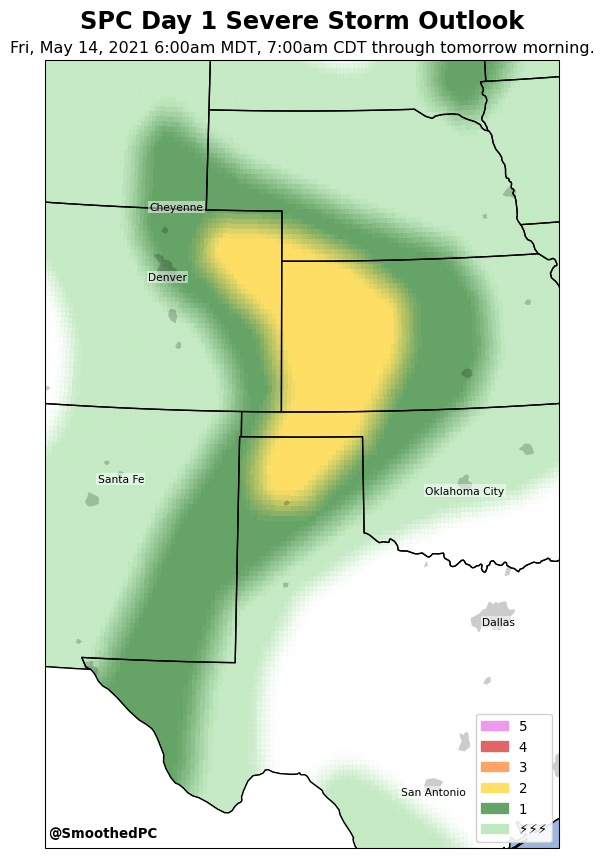 SPC Day 1 Severe Storm Outlook
Fri, May 14, 2021 6:00am MDT, 7:00am CDT through tomorrow morning.
Cheyenne
Denver
Santa Fe
Oklahoma City
Dallas
San Antonio
5
4
3
2
1
⚡⚡⚡
@SmoothedPC